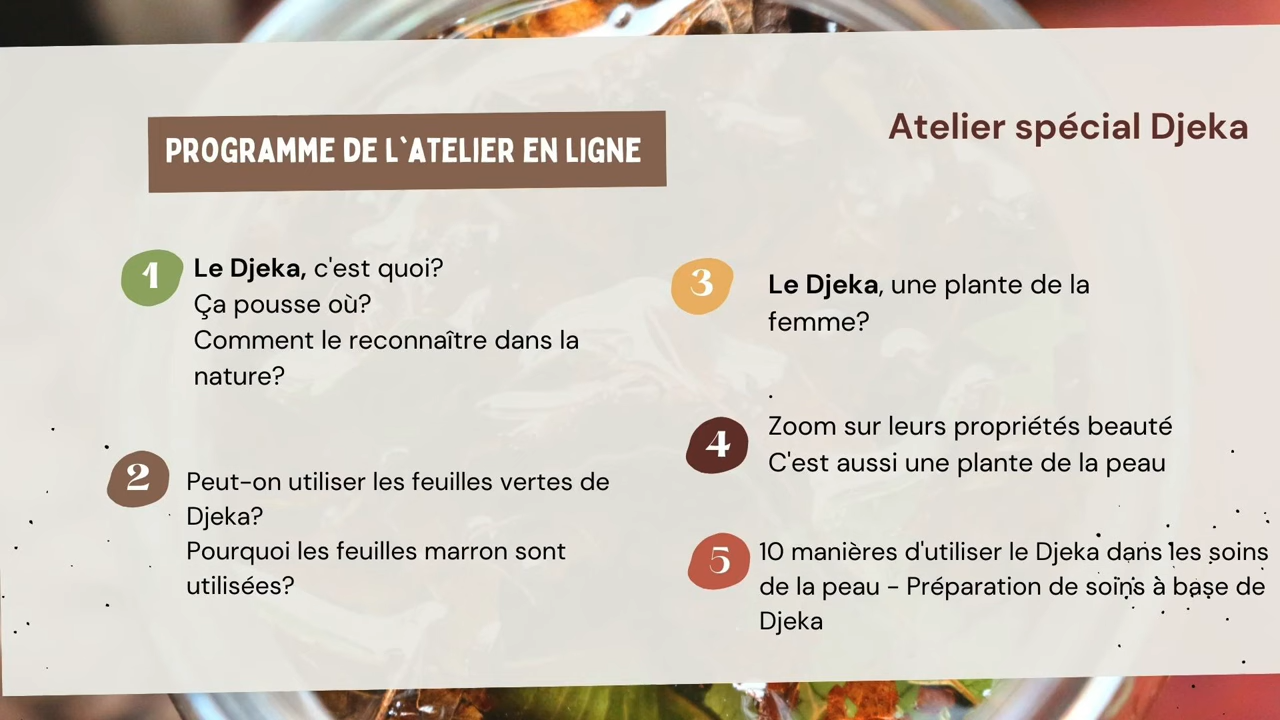 PROGRAMME DE L`ATELIER EN LIGNE
Atelier spécial Djeka
1
Le Djeka, c'est quoi?
Ça pousse où?
Comment le reconnaître dans la
nature?
2
Peut-on utiliser les feuilles vertes de
Djeka?
Pourquoi les feuilles marron sont
utilisées?
3
Le Djeka, une plante de la
femme?
.
4
Zoom sur leurs propriétés beauté
C'est aussi une plante de la peau
5
10 manières d'utiliser le Djeka dans les soins
de la peau - Préparation de soins à base de
Djeka